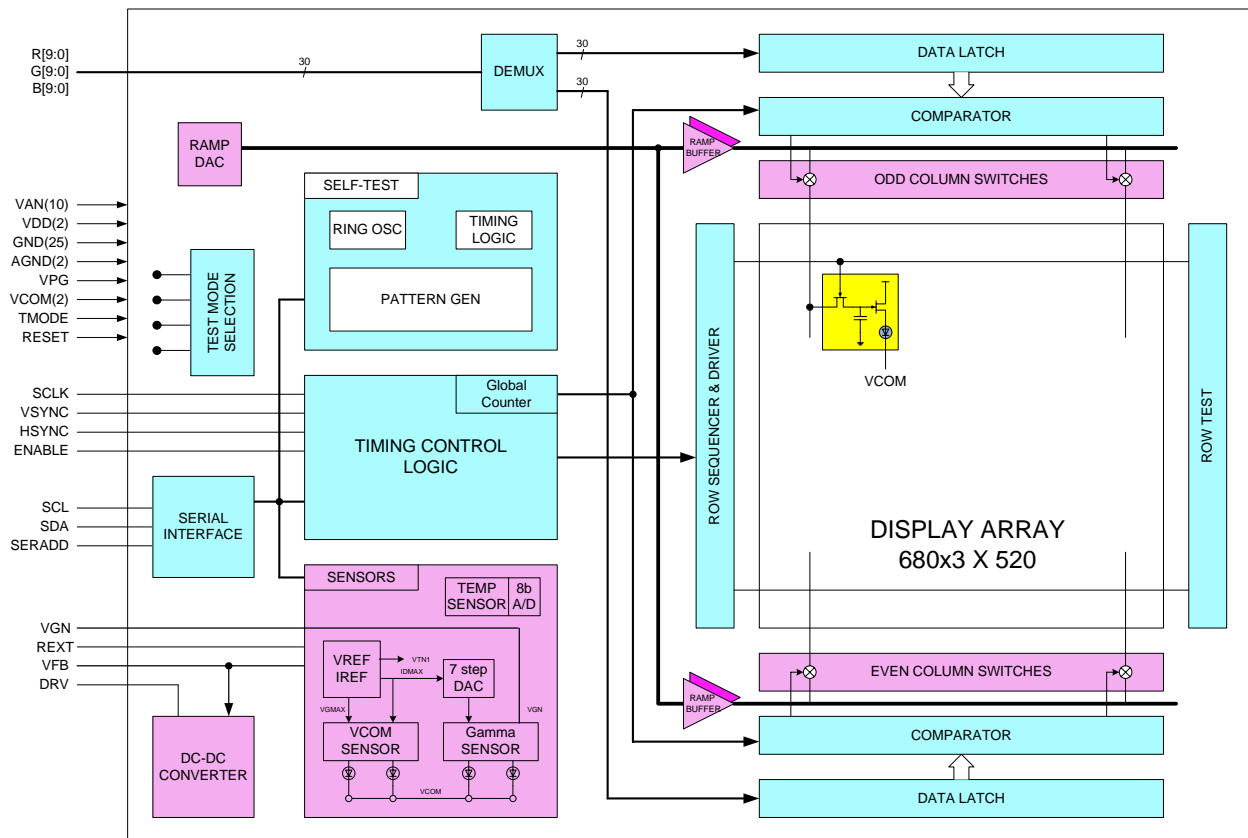 R[9:0]
G[9:0]
B[9:0]
30
DEMUX
30
30
DATA LATCH
COMPARATOR
RAMP
DAC
RAMP
BUFFER
ODD COLUMN SWITCHES
SELF-TEST
RING OSC
TIMING
LOGIC
PATTERN GEN
VAN(10)
VDD(2)
GND(25)
AGND(2)
VPG
VCOM(2)
TMODE
RESET
TEST MODE
SELECTION
VCOM
SCLK
VSYNC
HSYNC
ENABLE
Global
Counter
TIMING CONTROL
LOGIC
ROW SEQUENCER & DRIVER
ROW TEST
DISPLAY ARRAY
680x3 X 520
SCL
SDA
SERADD
SERIAL
INTERFACE
SENSORS
TEMP
SENSOR
8b
A/D
VGN
REXT
VFB
DRV
VREF
IREF
VTN1
IDMAX
7 step
DAC
VGMAX
VGN
VCOM
SENSOR
Gamma
SENSOR
VCOM
DC-DC
CONVERTER
EVEN COLUMN SWITCHES
RAMP
BUFFER
COMPARATOR
DATA LATCH